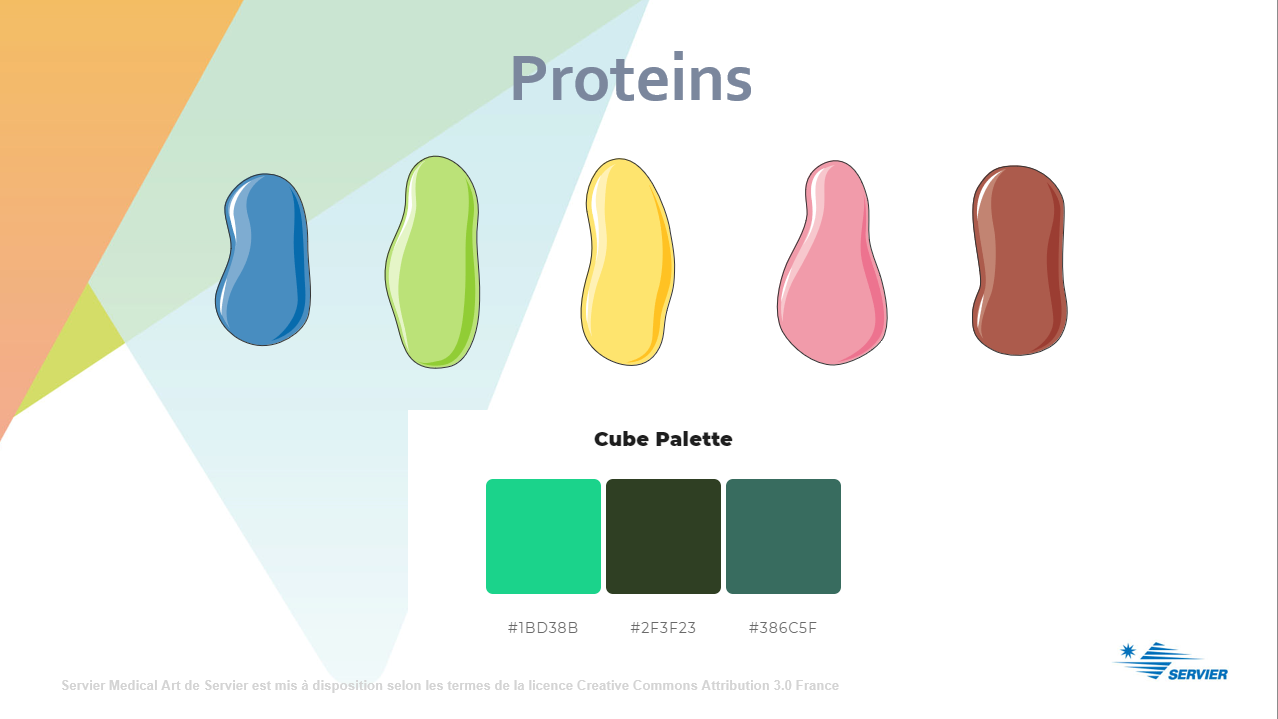 Proteins
Cube Palette
#1BD38B #2F3F23 #386C5F
SERVIER
Servier Medical Art de Servier est mis à disposition selon les termes de la licence Creative Commons Attribution 3.0 France